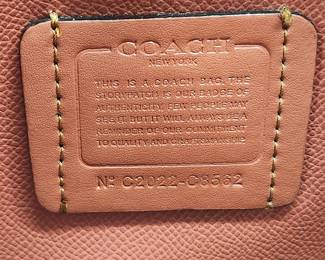 COACH
NEW YORK
THIS IS A COACH BAG. THE
STORYPATCH IS OUR BADGE OF
AUTHENTICITY. FEW PEOPLE MAY
SEE IT, BUT IT WILL ALWAYS BE A
REMINDER OF OUR COMMITMENT
TO QUALITY AND CRAFTSMANSHIP.
Nº C2022-C8562